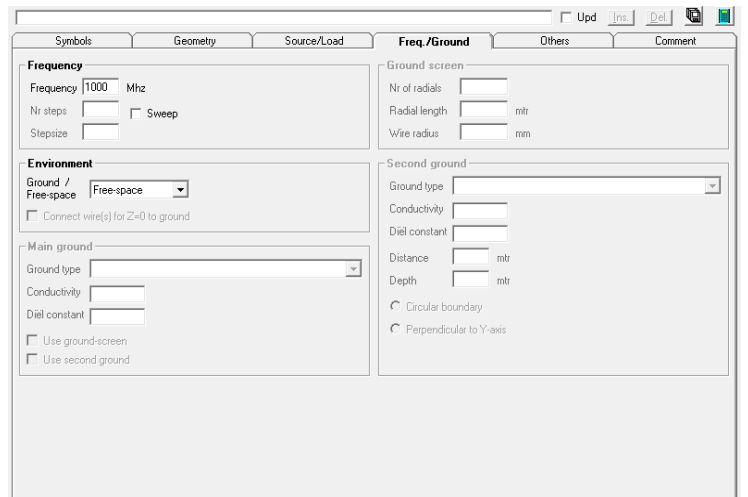 Upd Ins. Del.
Symbols Geometry Source/Load Freq./Ground Others Comment
Frequency
Frequency 1000 Mhz
Nr steps
Sweep
Stepsize
Environment
Ground / Free-space
Free-space
Connect wire(s) for Z=0 to ground
Main ground
Ground type
Conductivity
Diël constant
Use ground-screen
Use second ground
Ground screen
Nr of radials
Radial length mtr
Wire radius mm
Second ground
Ground type
Conductivity
Diël constant
Distance mtr
Depth mtr
Circular boundary
Perpendicular to Y-axis